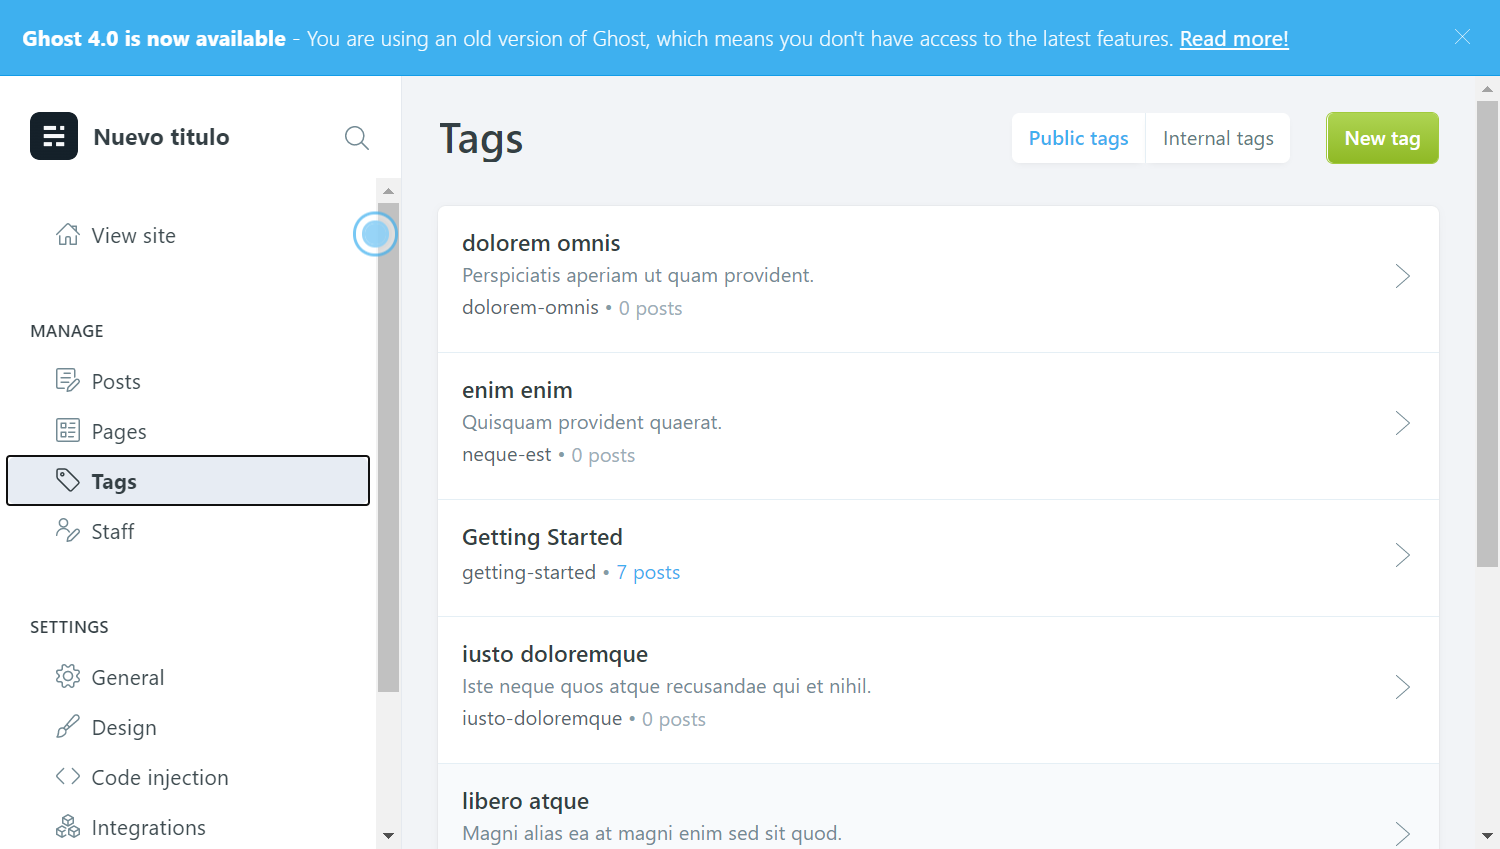 Ghost 4.0 is now available - You are using an old version of Ghost, which means you don't have access to the latest features. Read more!
Nuevo titulo
View site
MANAGE
Posts
Pages
Tags
Staff
SETTINGS
General
Design
Code injection
Integrations
Tags
Public tags
Internal tags
New tag
dolorem omnis
Perspiciatis aperiam ut quam provident.
dolorem-omnis • 0 posts
enim enim
Quisquam provident quaerat.
neque-est • 0 posts
Getting Started
getting-started • 7 posts
iusto doloremque
Iste neque quos atque recusandae qui et nihil.
iusto-doloremque • 0 posts
libero atque
Magni alias ea at magni enim sed sit quod.